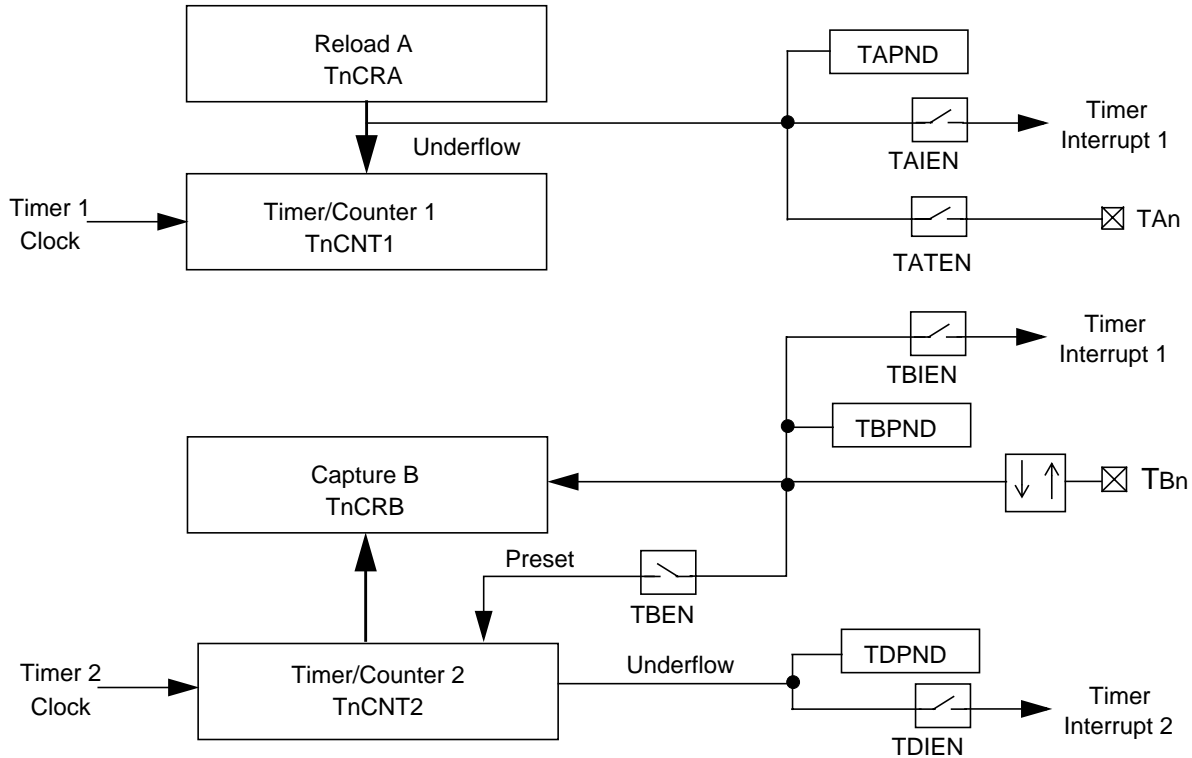 Reload A
TnCRA
TAPND
Timer
Interrupt 1
Underflow
TAIEN
Timer 1
Clock
Timer/Counter 1
TnCNT1
TAn
TATEN
Timer
Interrupt 1
TBIEN
TBPND
Capture B
TnCRB
TBn
Preset
TBEN
Timer 2
Clock
Timer/Counter 2
TnCNT2
Underflow
TDPND
Timer
Interrupt 2
TDIEN